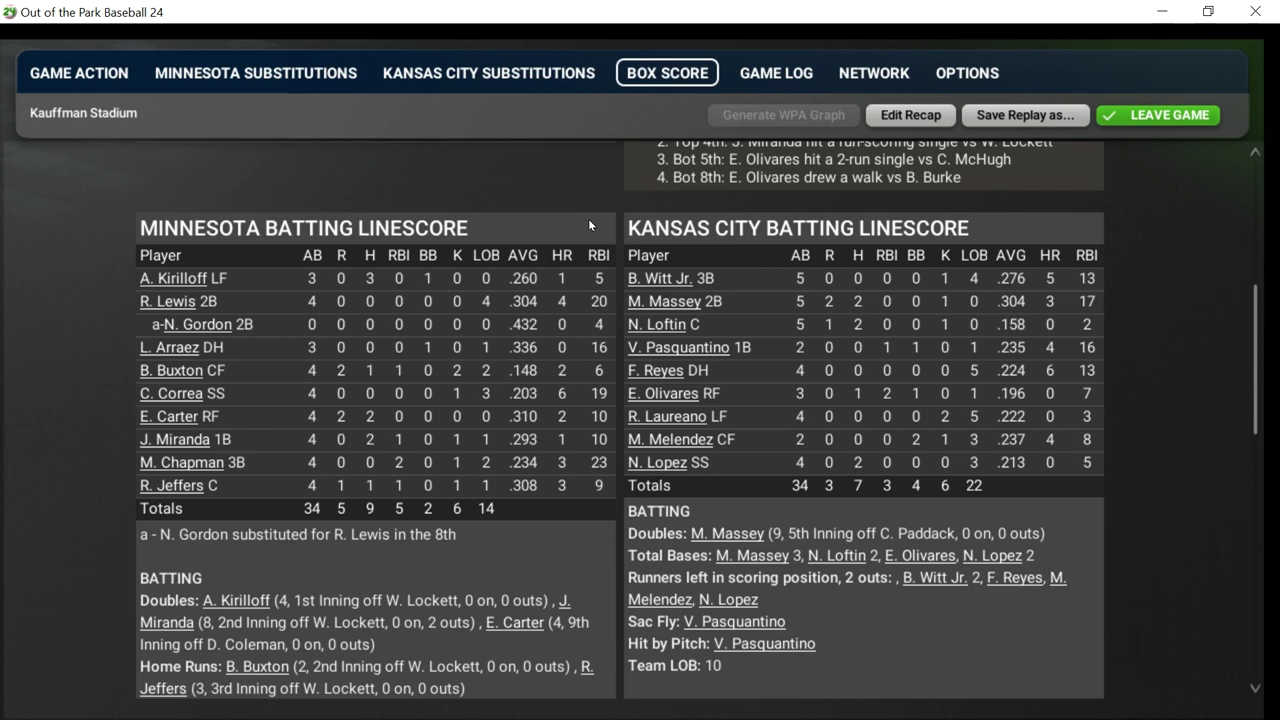 Out of the Park Baseball 24
GAME ACTION MINNESOTA SUBSTITUTIONS KANSAS CITY SUBSTITUTIONS BOX SCORE GAME LOG NETWORK OPTIONS
Kauffman Stadium Generate WPA Graph Edit Recap Save Replay as... LEAVE GAME
2. Top 4th: J. Miranda hit a run-scoring single vs W. Lockett
3. Bot 5th: E. Olivares hit a 2-run single vs C. McHugh
4. Bot 8th: E. Olivares drew a walk vs B. Burke
MINNESOTA BATTING LINESCORE
Player AB R H RBI BB K LOB AVG HR RBI
A. Kirilloff LF 3 0 3 0 1 0 0 .260 1 5
R. Lewis 2B 4 0 0 0 0 0 4 .304 4 20
a-N. Gordon 2B 0 0 0 0 0 0 0 .432 0 4
L. Arraez DH 3 0 0 0 1 0 1 .336 0 16
B. Buxton CF 4 2 1 1 0 2 2 .148 2 6
C. Correa SS 4 0 0 0 0 1 3 .203 6 19
E. Carter RF 4 2 2 0 0 0 0 .310 2 10
J. Miranda 1B 4 0 2 1 0 1 1 .293 1 10
M. Chapman 3B 4 0 0 2 0 1 2 .234 3 23
R. Jeffers C 4 1 1 1 0 1 1 .308 3 9
Totals 34 5 9 5 2 6 14
a - N. Gordon substituted for R. Lewis in the 8th
BATTING
Doubles: A. Kirilloff (4, 1st Inning off W. Lockett, 0 on, 0 outs) , J.
Miranda (8, 2nd Inning off W. Lockett, 0 on, 2 outs) , E. Carter (4, 9th
Inning off D. Coleman, 0 on, 0 outs)
Home Runs: B. Buxton (2, 2nd Inning off W. Lockett, 0 on, 0 outs) , R.
Jeffers (3, 3rd Inning off W. Lockett, 0 on, 0 outs)
KANSAS CITY BATTING LINESCORE
Player AB R H RBI BB K LOB AVG HR RBI
B. Witt Jr. 3B 5 0 0 0 0 1 4 .276 5 13
M. Massey 2B 5 2 2 0 0 1 0 .304 3 17
N. Loftin C 5 1 2 0 0 1 0 .158 0 2
V. Pasquantino 1B 2 0 0 1 1 0 1 .235 4 16
F. Reyes DH 4 0 0 0 0 0 5 .224 6 13
E. Olivares RF 3 0 1 2 1 0 1 .196 0 7
R. Laureano LF 4 0 0 0 0 2 5 .222 0 3
M. Melendez CF 2 0 0 0 2 1 3 .237 4 8
N. Lopez SS 4 0 2 0 0 0 3 .213 0 5
Totals 34 3 7 3 4 6 22
BATTING
Doubles: M. Massey (9, 5th Inning off C. Paddack, 0 on, 0 outs)
Total Bases: M. Massey 3, N. Loftin 2, E. Olivares, N. Lopez 2
Runners left in scoring position, 2 outs: , B. Witt Jr. 2, F. Reyes, M.
Melendez, N. Lopez
Sac Fly: V. Pasquantino
Hit by Pitch: V. Pasquantino
Team LOB: 10